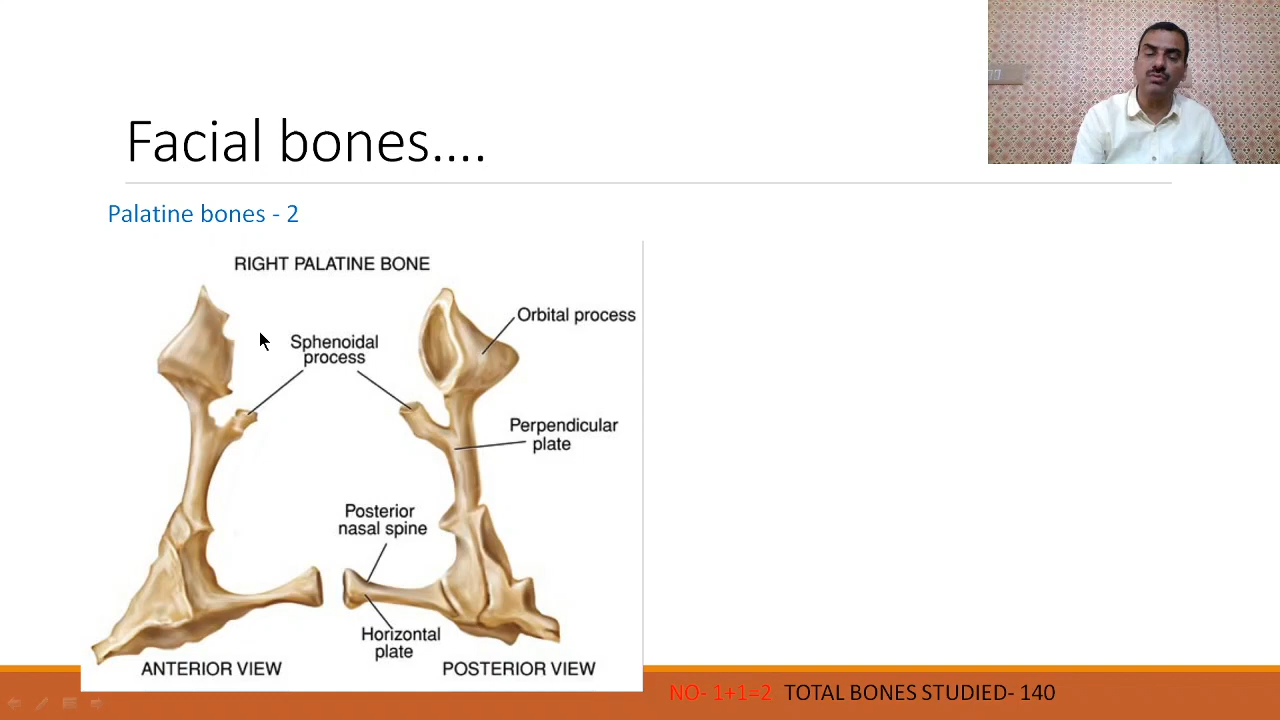 Facial bones....
Palatine bones - 2
RIGHT PALATINE BONE
Orbital process
Sphenoidal
process
Perpendicular
plate
Posterior
nasal spine
Horizontal
plate
ANTERIOR VIEW
POSTERIOR VIEW
NO- 1+1=2 TOTAL BONES STUDIED- 140